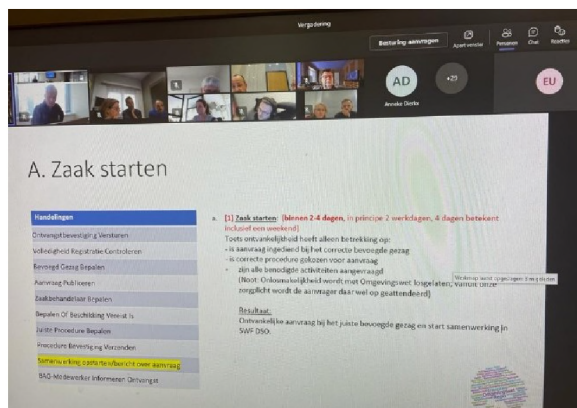 Vergadering
Besturing aanvragen
Apart venster
Personen
Chat
Reacties
AD
+29
EU
Anneke Dierkx
A. Zaak starten
Handelingen
Ontvangstbevestiging Versturen
Volledigheid Registratie Controleren
Bevoegd Gezag Bepalen
Aanvraag Publiceren
Zaakbehandelaar Bepalen
Bepalen Of Beschikking Vereist Is
Juiste Procedure Bepalen
Procedure Bevestiging Verzenden
Samenwerking opstarten/bericht over aanvraag
BAG-Medewerker Informeren Ontvangst
a. [1] Zaak starten: [binnen 2-4 dagen, in principe 2 werkdagen, 4 dagen betekent
inclusief een weekend]
Toets ontvankelijkheid heeft alleen betrekking op:
- is aanvraag ingediend bij het correcte bevoegde gezag
- is correcte procedure gekozen voor aanvraag
- zijn alle benodigde activiteiten aangevraagd
(Noot: Onlosmakelijkheid wordt met Omgevingswet losgelaten, vanuit onze
zorgplicht wordt de aanvrager daar wel op geattendeerd)
Resultaat:
Ontvankelijke aanvraag bij het juiste bevoegde gezag en start samenwerking in
SWF DSO.